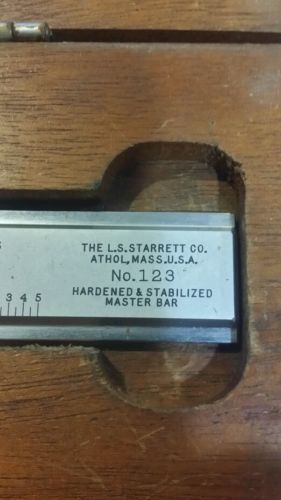 THE L.S. STARRETT CO.
ATHOL, MASS. U.S.A.
No. 123
HARDENED & STABILIZED
MASTER BAR
3 4 5